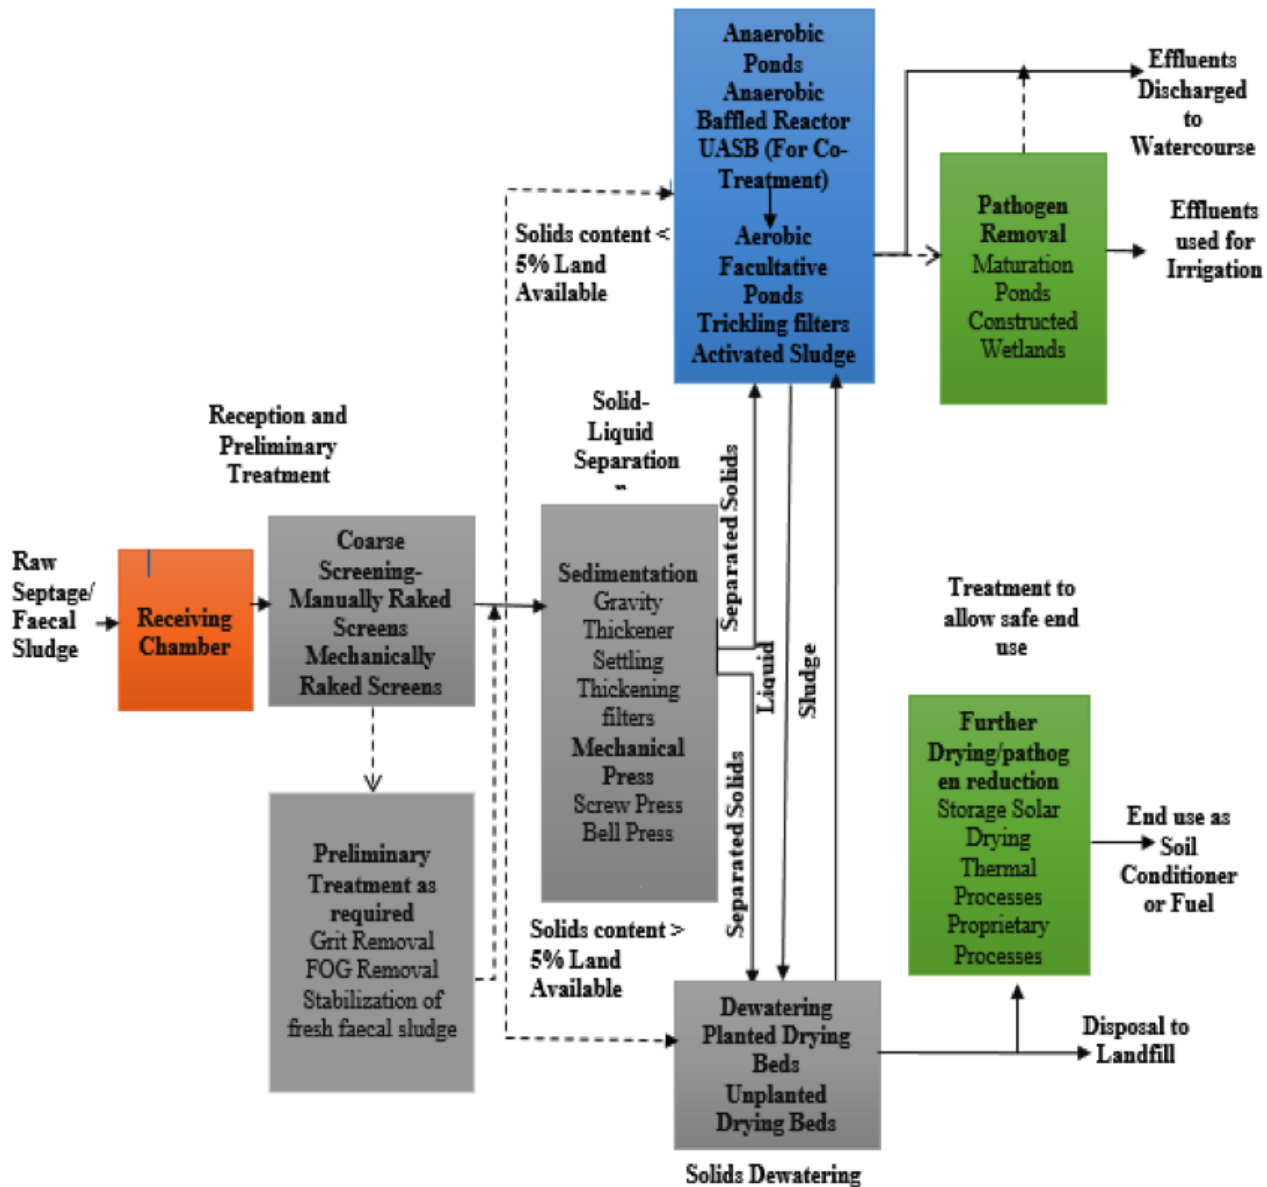 Anaerobic
Ponds
Anaerobic
Baffled Reactor
UASB (For Co-
Treatment)
Aerobic
Facultative
Ponds
Trickling filters
Activated Sludge
Effluents
Discharged
to
Watercourse
Pathogen
Removal
Maturation
Ponds
Constructed
Wetlands
Effluents
used for
Irrigation
Solids content <
5% Land
Available
Reception and
Preliminary
Treatment
Solid-
Liquid
Separation
Raw
Septage/
Faecal
Sludge
Receiving
Chamber
Coarse
Screening-
Manually Raked
Screens
Mechanically
Raked Screens
Sedimentation
Gravity
Thickener
Settling
Thickening
filters
Mechanical
Press
Screw Press
Bell Press
Separated Solids
Liquid
Sludge
Separated Solids
Treatment to
allow safe end
use
Preliminary
Treatment as
required
Grit Removal
FOG Removal
Stabilization of
fresh faecal sludge
Solids content >
5% Land
Available
Further
Drying/pathog
en reduction
Storage Solar
Drying
Thermal
Processes
Proprietary
Processes
End use as
Soil
Conditioner
or Fuel
Dewatering
Planted Drying
Beds
Unplanted
Drying Beds
Disposal to
Landfill
Solids Dewatering